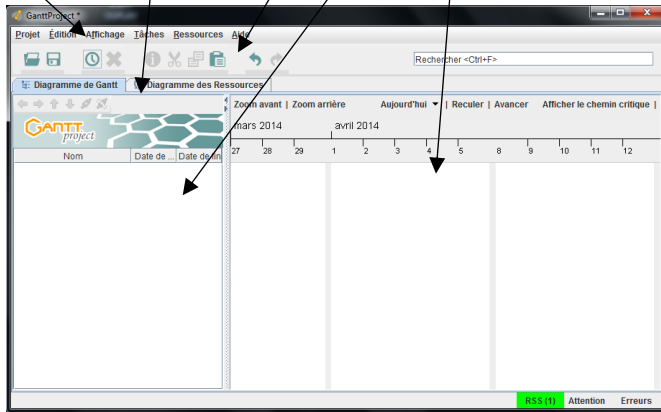 GanttProject *
Projet Édition Affichage Tâches Ressources Aide
Rechercher <Ctrl+F>
Diagramme de Gantt Diagramme des Ressources
Zoom avant | Zoom arrière Aujourd'hui | Reculer | Avancer Afficher le chemin critique |
GANTT project
mars 2014 avril 2014
27 28 29 1 2 3 4 5 8 9 10 11 12
Nom Date de ... Date de fin
RSS (1) Attention Erreurs